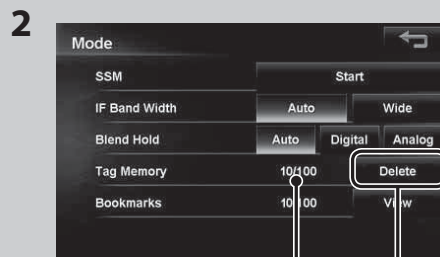 2
Mode
SSM Start
IF Band Width Auto Wide
Blend Hold Auto Digital Analog
Tag Memory 10/100 Delete
Bookmarks 10/100 View